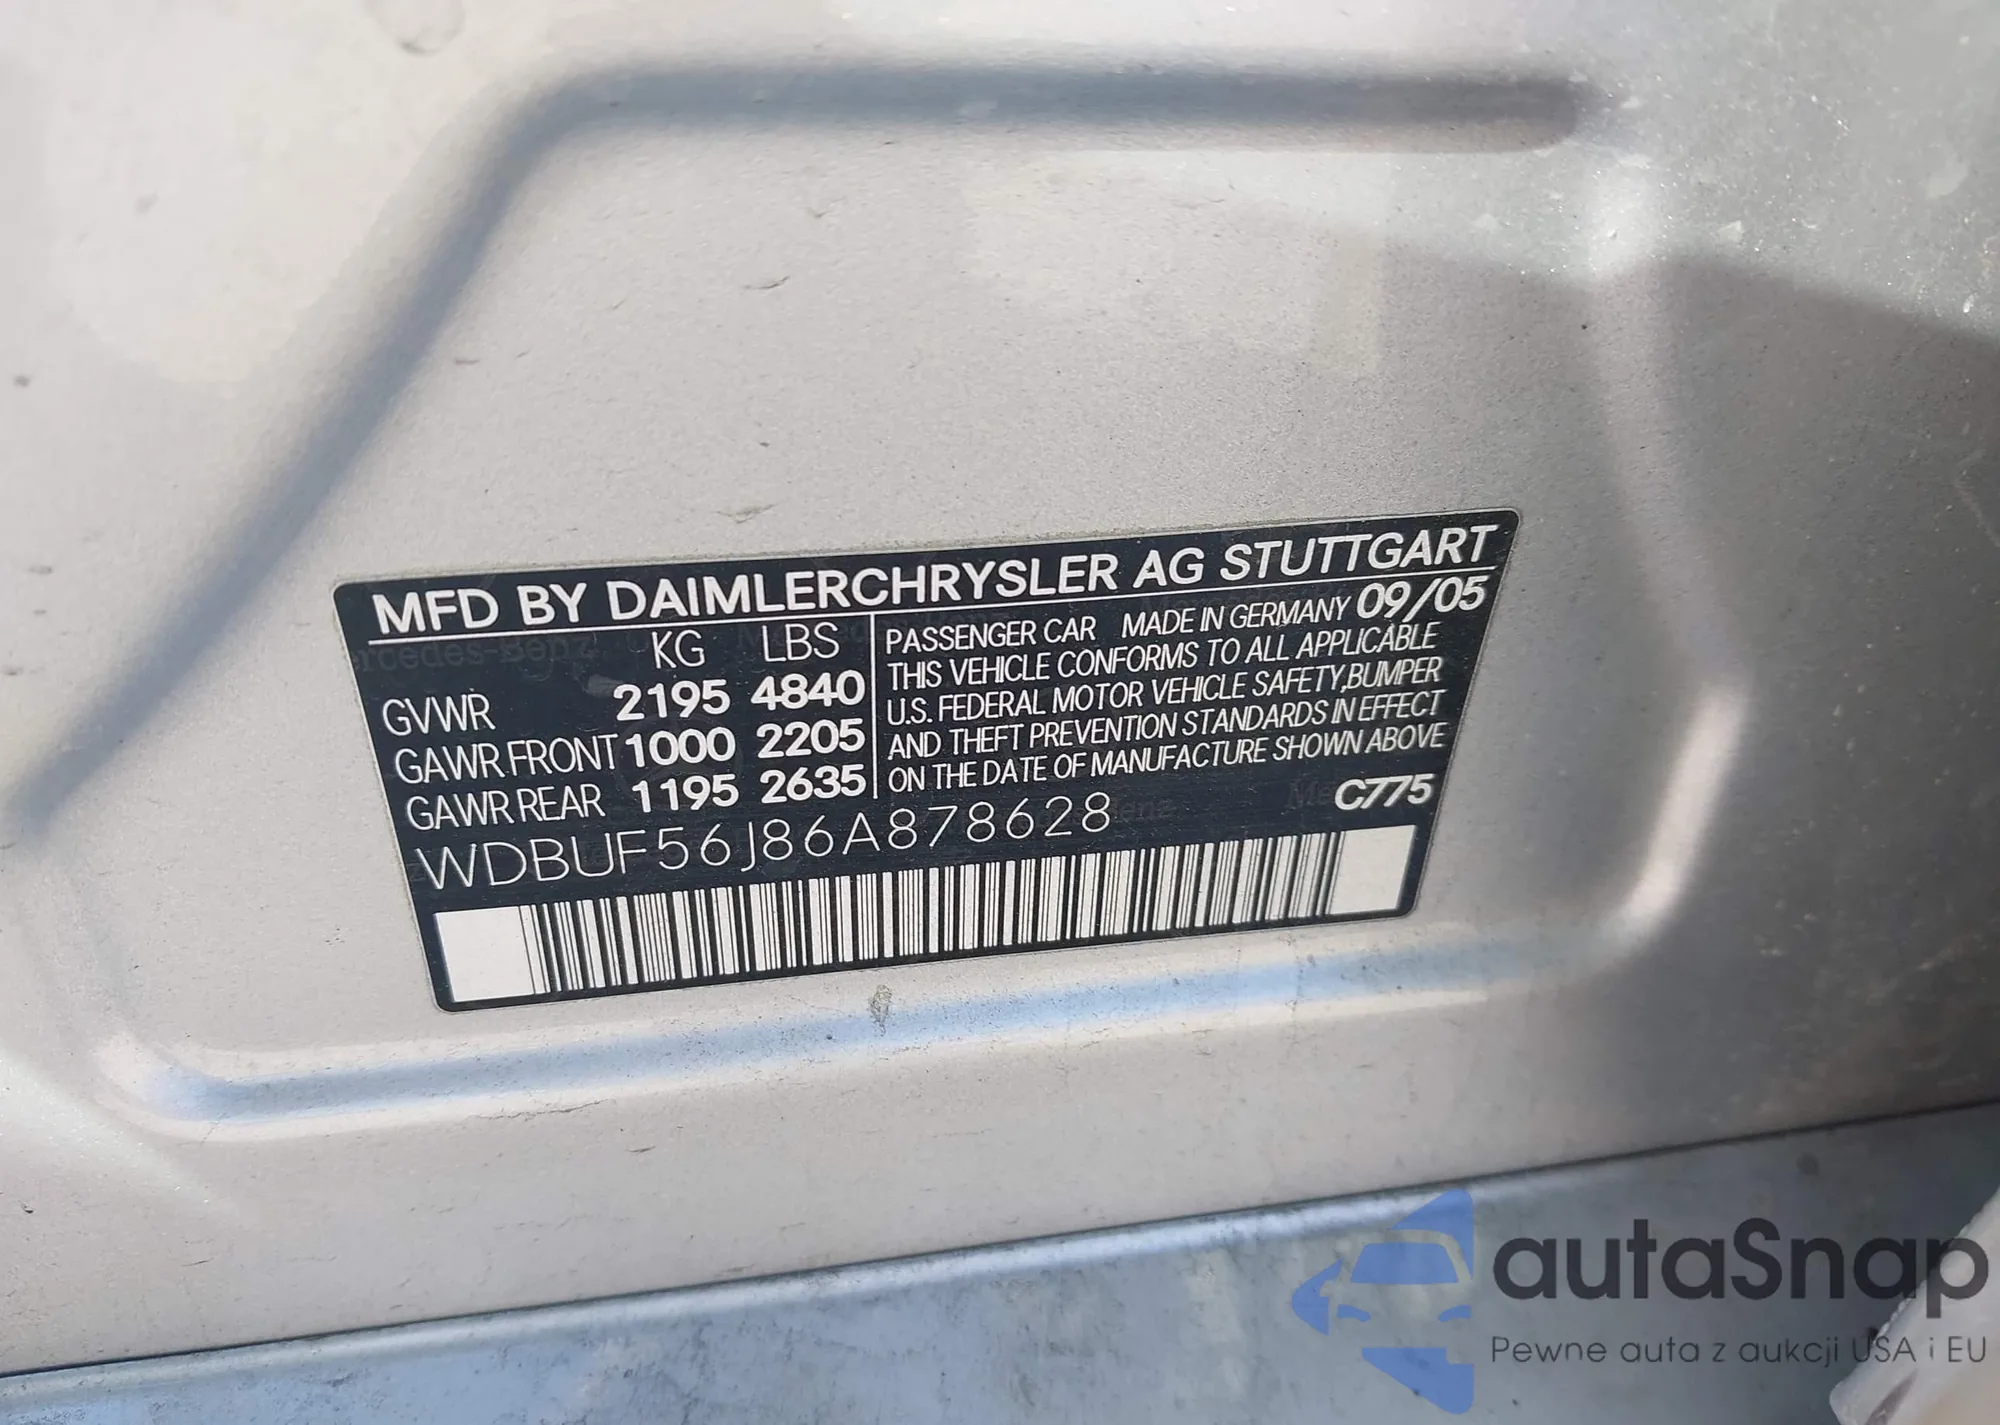 MFD BY DAIMLERCHRYSLER AG STUTTGART
KG LBS
GVWR 2195 4840
GAWR FRONT 1000 2205
GAWR REAR 1195 2635
PASSENGER CAR MADE IN GERMANY 09/05
THIS VEHICLE CONFORMS TO ALL APPLICABLE
U.S. FEDERAL MOTOR VEHICLE SAFETY,BUMPER
AND THEFT PREVENTION STANDARDS IN EFFECT
ON THE DATE OF MANUFACTURE SHOWN ABOVE
C775
WDBUF56J86A878628
autaSnap
Pewne auta z aukcji USA i EU